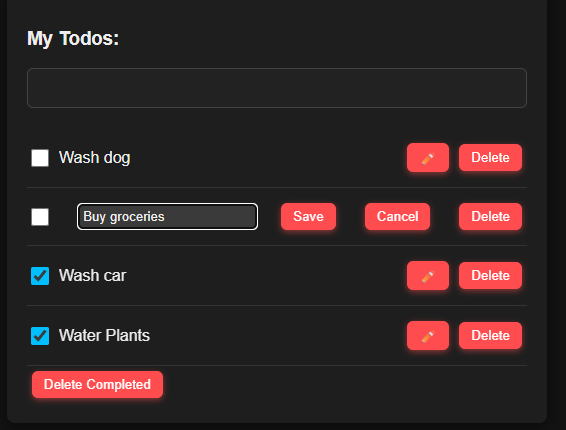 My Todos:
Wash dog Delete
Buy groceries Save Cancel Delete
Wash car Delete
Water Plants Delete
Delete Completed